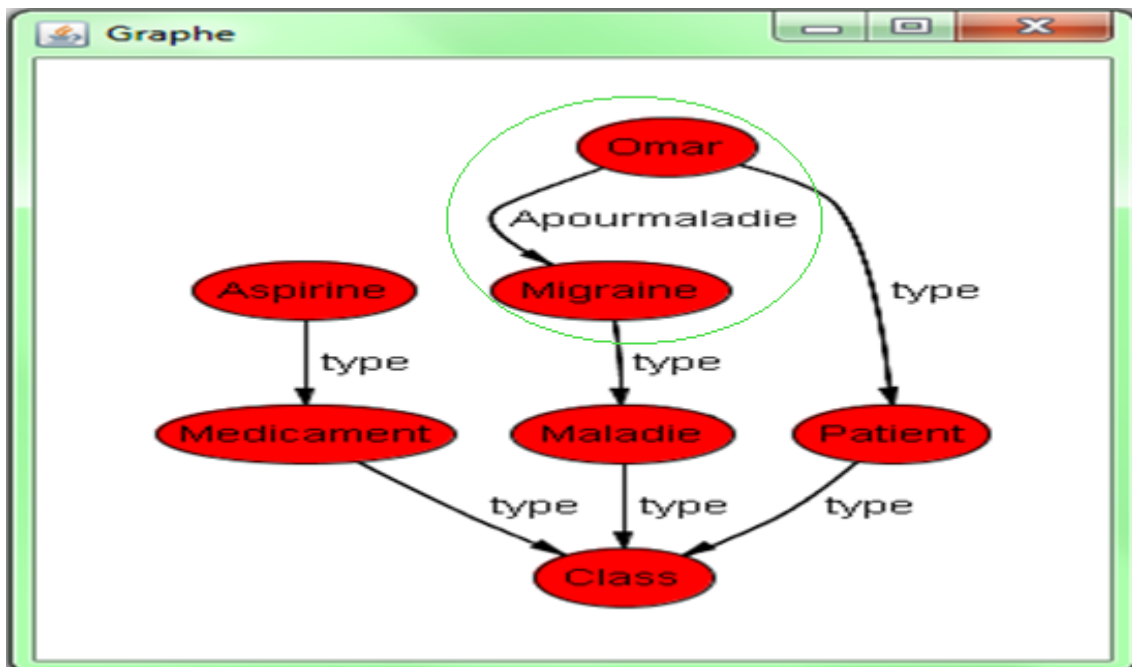 Graphe
Omar
Apourmaladie
Aspirine
Migraine
type
type
type
Medicament
Maladie
Patient
type
type
type
Class